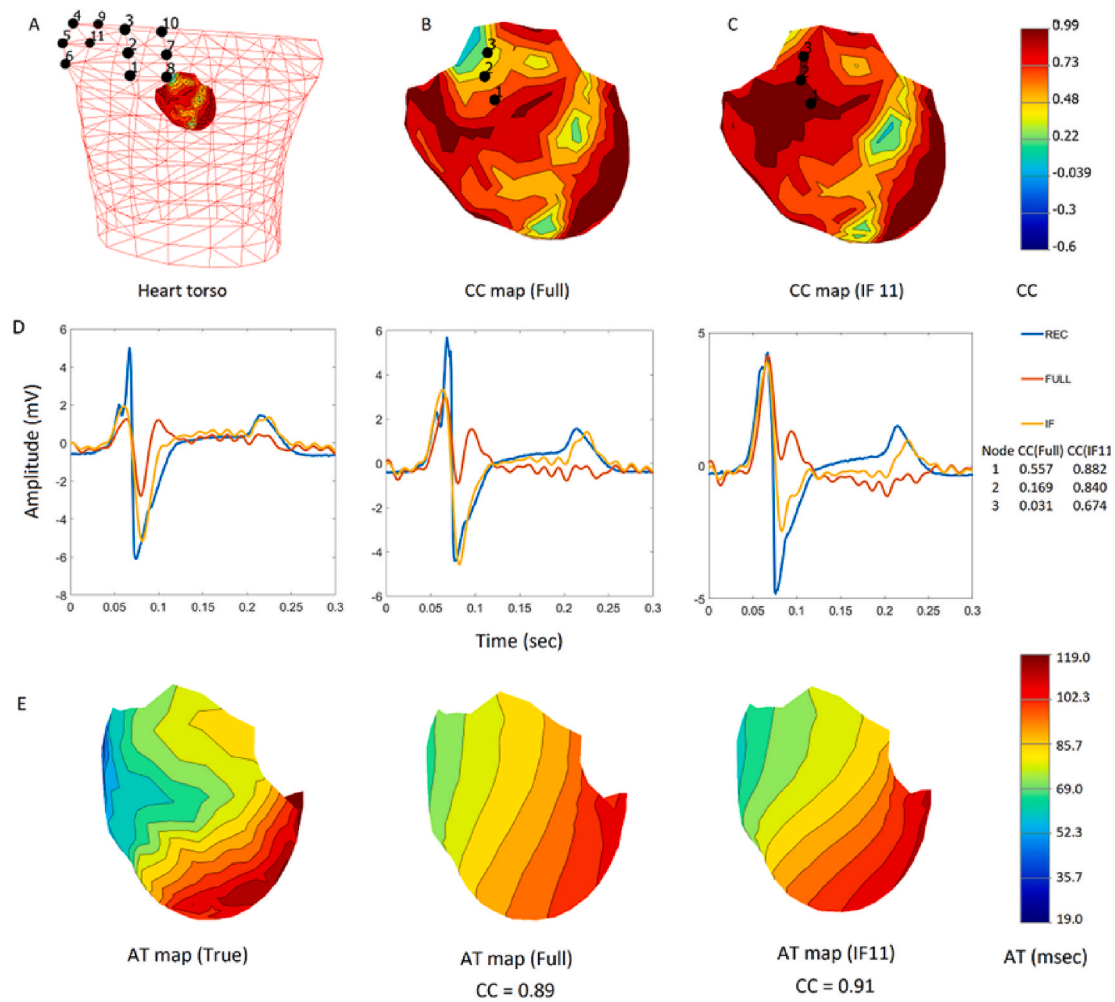 A
4 9 3 10
5 11 2 7
6 1 8
Heart torso
B
3
2
1
CC map (Full)
C
3
2
1
CC map (IF 11)
0.99
0.73
0.48
0.22
-0.039
-0.3
-0.6
CC
D
Amplitude (mV)
6
4
2
0
-2
-4
-6
-8
0 0.05 0.1 0.15 0.2 0.25 0.3
6
4
2
0
-2
-4
-6
0 0.05 0.1 0.15 0.2 0.25 0.3
5
0
-5
0 0.05 0.1 0.15 0.2 0.25 0.3
Time (sec)
REC
FULL
IF
Node CC(Full) CC(IF11
1 0.557 0.882
2 0.169 0.840
3 0.031 0.674
E
AT map (True)
AT map (Full)
CC = 0.89
AT map (IF11)
CC = 0.91
119.0
102.3
85.7
69.0
52.3
35.7
19.0
AT (msec)